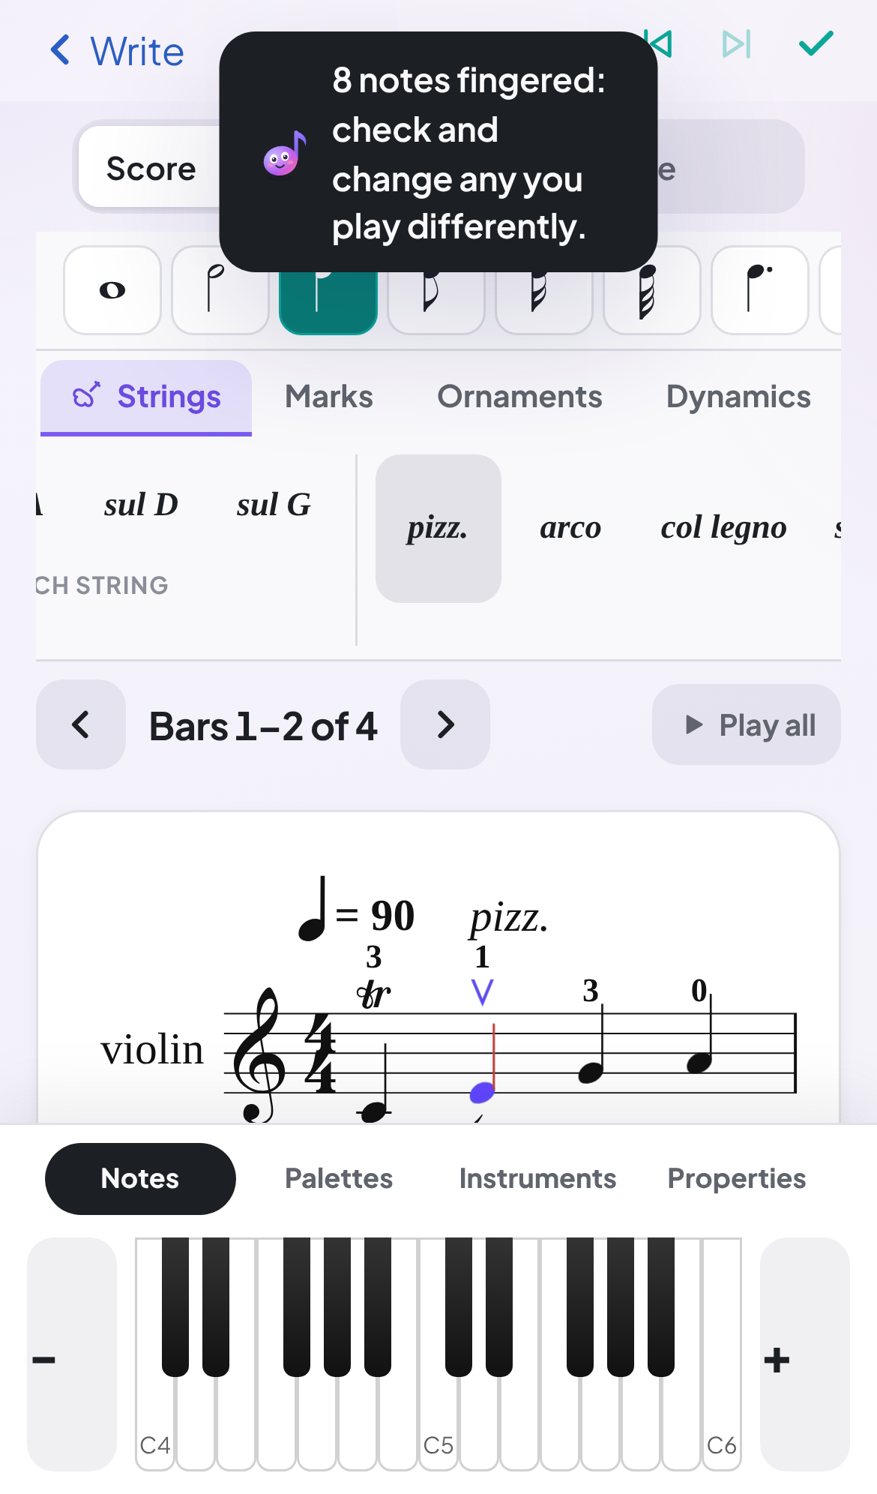 Write
8 notes fingered:
check and
change any you
play differently.
Score
Strings
Marks
Ornaments
Dynamics
sul D
sul G
pizz.
arco
col legno
CH STRING
Bars 1–2 of 4
Play all
= 90
pizz.
3
1
tr
3
0
4
4
violin
Notes
Palettes
Instruments
Properties
–
+
C4
C5
C6